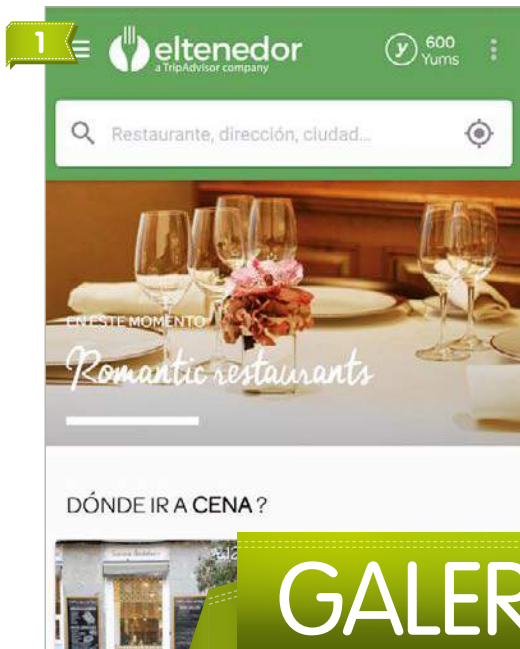 1
eltenedor
a TripAdvisor company
y
600
Yums
Restaurante, dirección, ciudad...
EN ESTE MOMENTO
Romantic restaurants
DÓNDE IR A CENA?
GALER